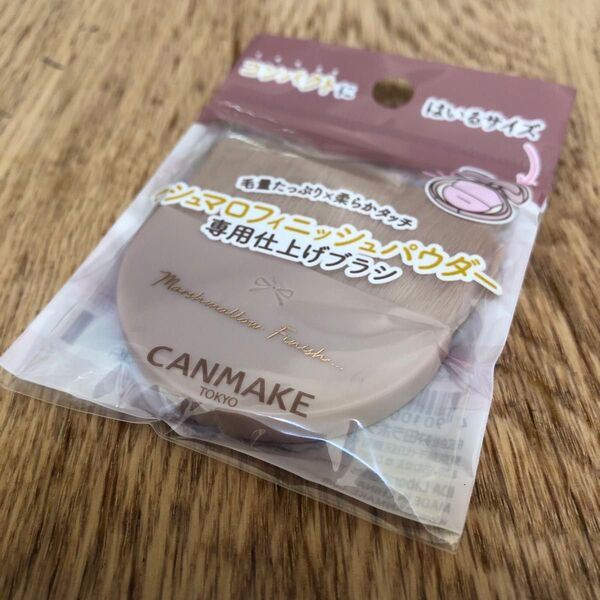 コンパクトに
はいるサイズ
毛量たっぷり×柔らかタッチ
シュマロフィニッシュパウダー
専用仕上げブラシ
Marshmallow Finish...
CANMAKE
TOKYO